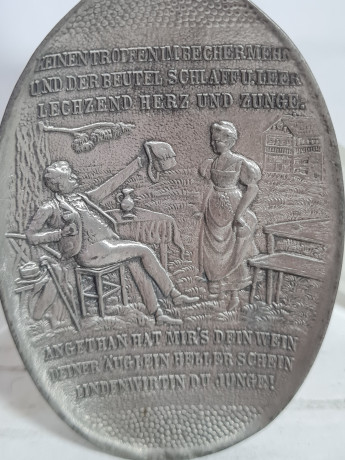 KEINEN TROPFEN IM BECHER MEHR
UND DER BEUTEL SCHLAFF U. LEER
LECHZEND HERZ UND ZUNGE.
ANGETHAN HAT MIR'S DEIN WEIN
DEINER ÄUGLEIN HELLER SCHEIN
LINDENWIRTIN DU JUNGE!